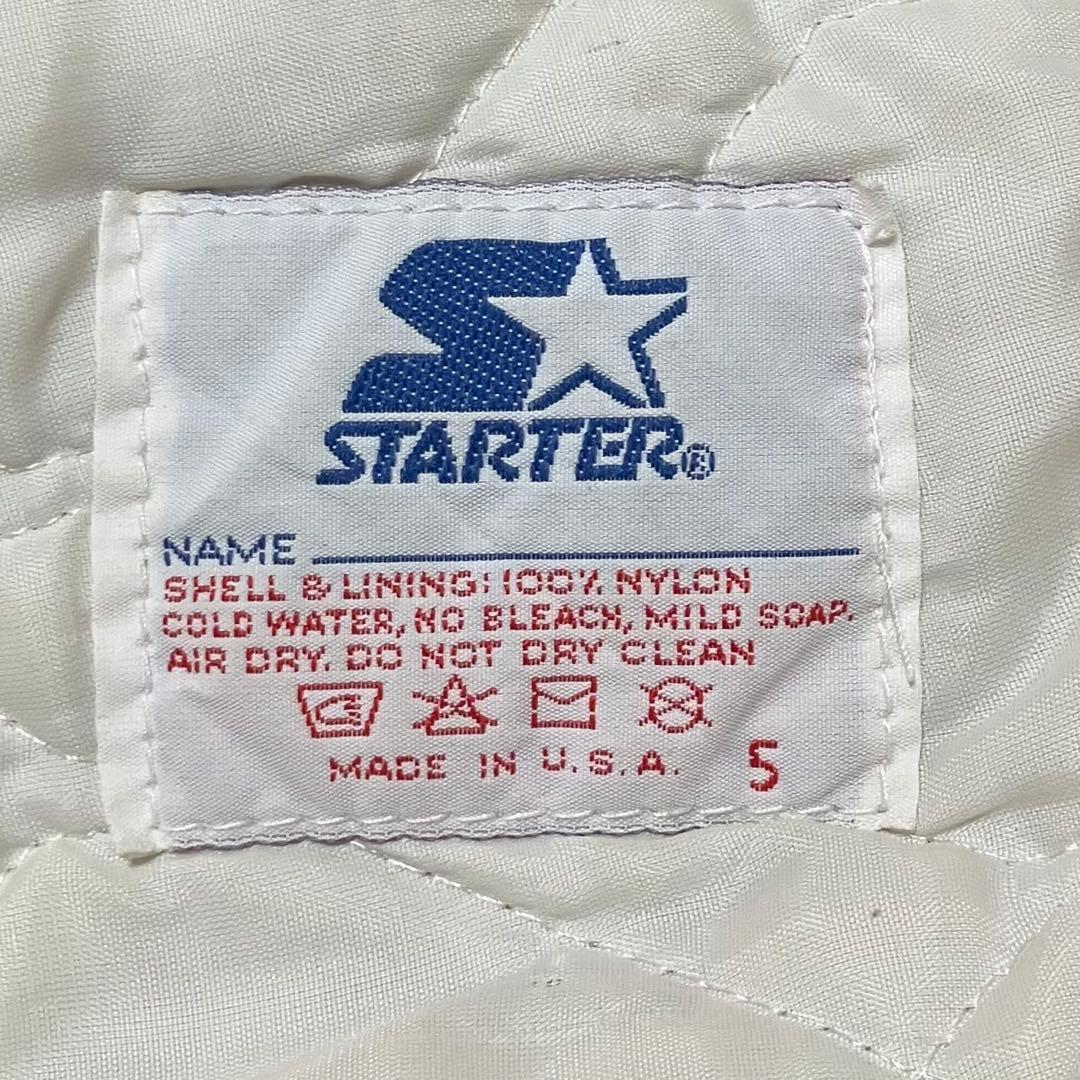 STARTER®
NAME
SHELL & LINING: 100% NYLON
COLD WATER, NO BLEACH, MILD SOAP.
AIR DRY. DO NOT DRY CLEAN
MADE IN U.S.A. S